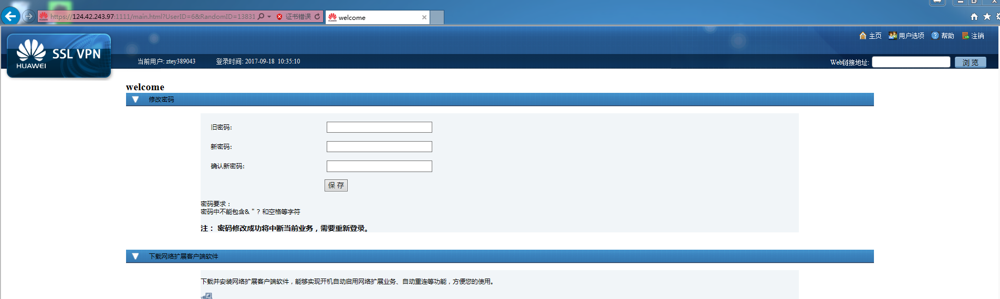 https://124.42.243.97:1111/main.html?UserID=6&RandomID=13831
证书错误
welcome
主页 用户选项 帮助 注销
HUAWEI SSL VPN
当前用户: ztey389043 登录时间: 2017-09-18 10:35:10 Web链接地址: 浏 览
welcome
修改密码
旧密码:
新密码:
确认新密码:
保 存
密码要求：
密码中不能包含& " ? 和空格等字符
注： 密码修改成功将中断当前业务，需要重新登录。
下载网络扩展客户端软件
下载并安装网络扩展客户端软件，能够实现开机自动启用网络扩展业务、自动重连等功能，方便您的使用。